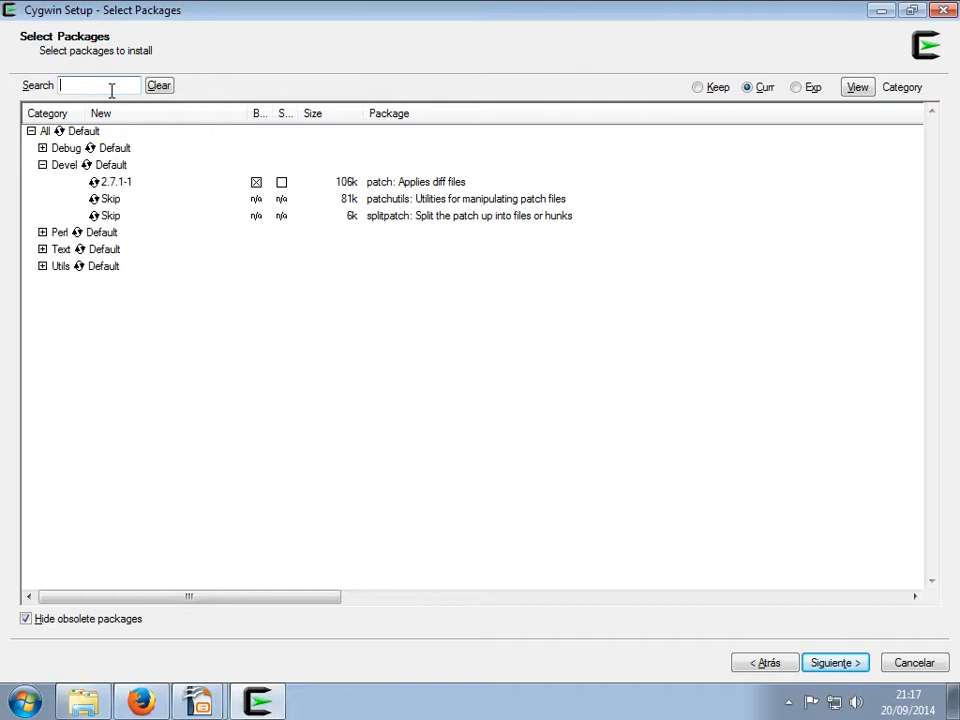 Cygwin Setup - Select Packages
Select Packages
Select packages to install
Search Clear Keep Curr Exp View Category
Category New B... S... Size Package
All Default
Debug Default
Devel Default
2.7.1-1 106k patch: Applies diff files
Skip n/a n/a 81k patchutils: Utilities for manipulating patch files
Skip n/a n/a 6k splitpatch: Split the patch up into files or hunks
Perl Default
Text Default
Utils Default
Hide obsolete packages
< Atrás Siguiente > Cancelar
21:17
20/09/2014